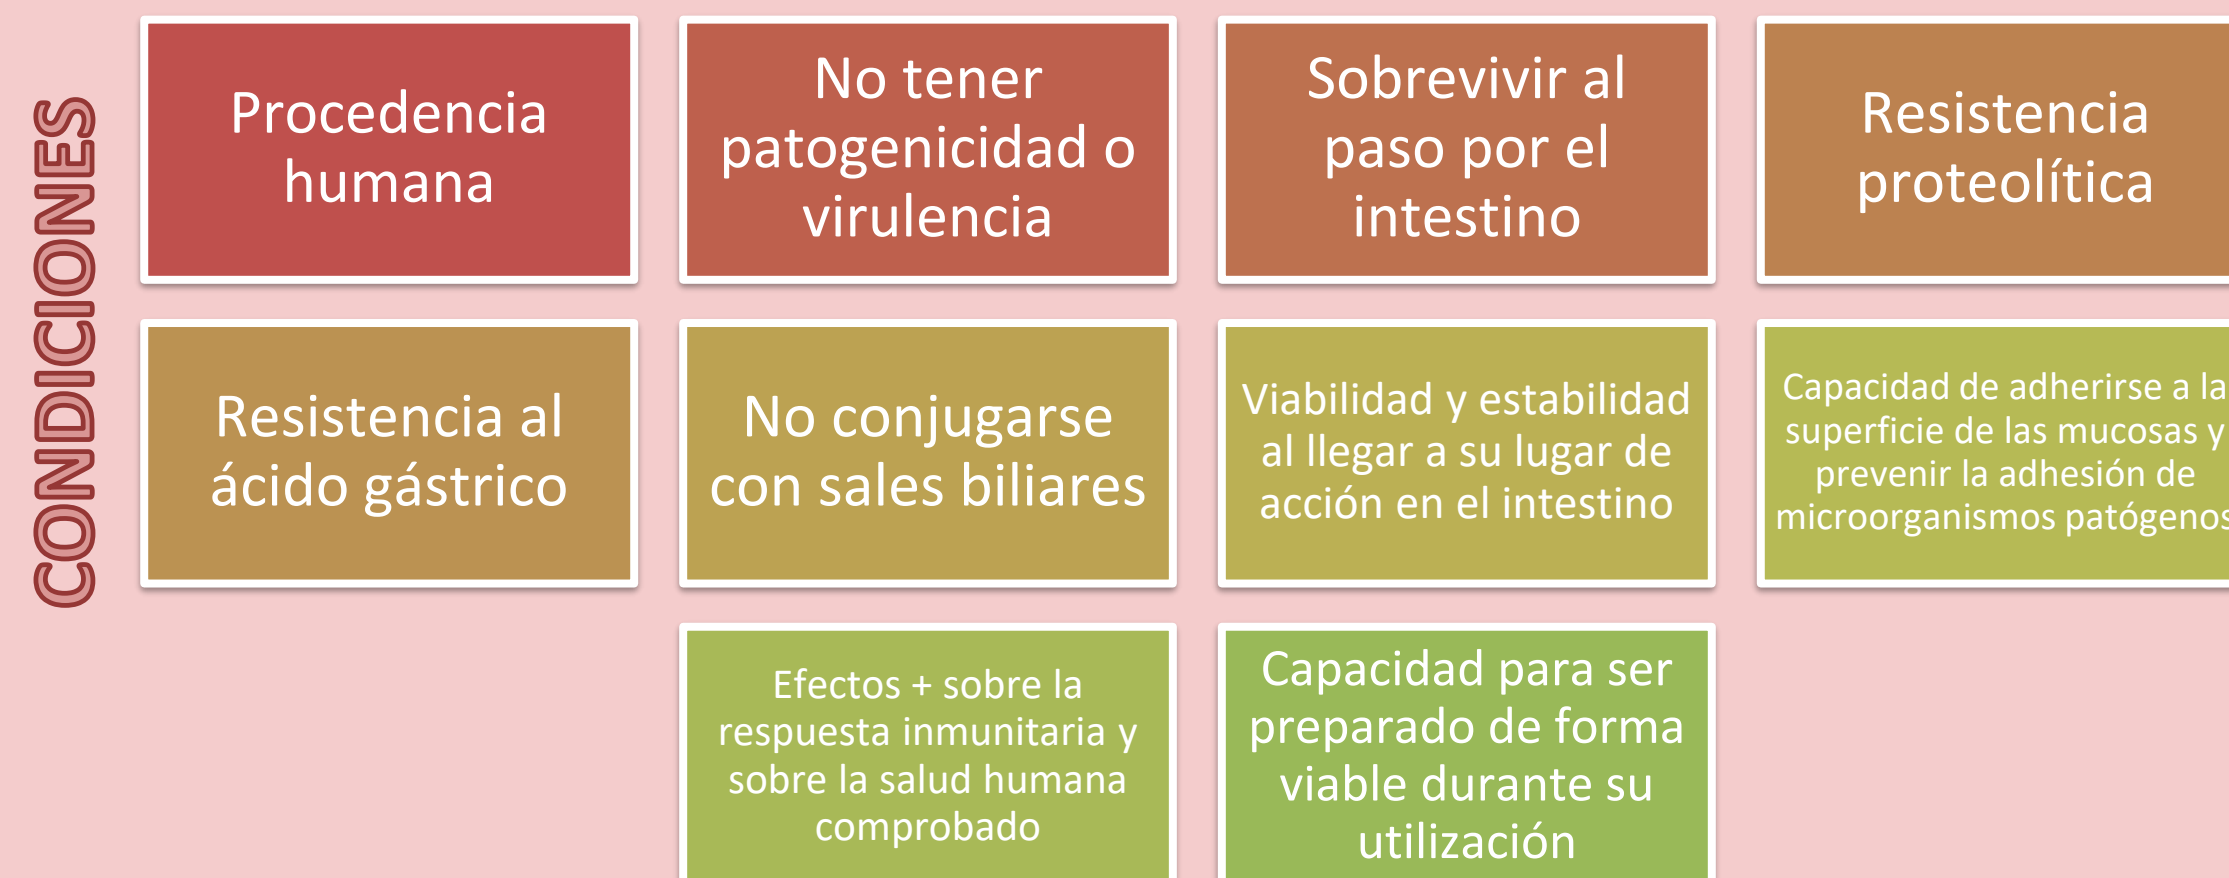 CONDICIONES
Procedencia
humana
No tener
patogenicidad o
virulencia
Sobrevivir al
paso por el
intestino
Resistencia
proteolítica
Resistencia al
ácido gástrico
No conjugarse
con sales biliares
Viabilidad y estabilidad
al llegar a su lugar de
acción en el intestino
Capacidad de adherirse a la
superficie de las mucosas y
prevenir la adhesión de
microorganismos patógenos
Efectos + sobre la
respuesta inmunitaria y
sobre la salud humana
comprobado
Capacidad para ser
preparado de forma
viable durante su
utilización